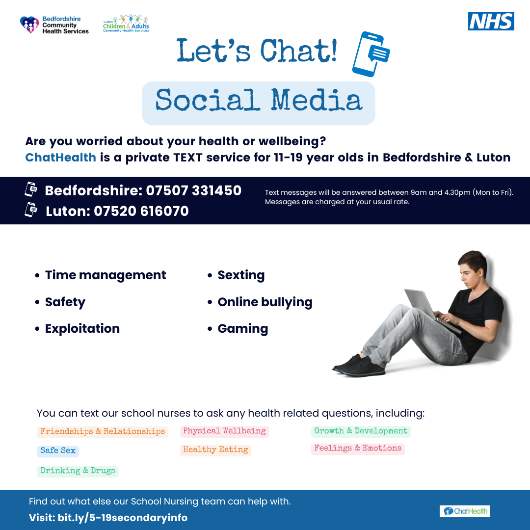 Bedfordshire
Community
Health Services
Children & Adults
Community Health Services
NHS
Let's Chat!
Social Media
Are you worried about your health or wellbeing?
ChatHealth is a private TEXT service for 11-19 year olds in Bedfordshire & Luton
Bedfordshire: 07507 331450
Luton: 07520 616070
Text messages will be answered between 9am and 4.30pm (Mon to Fri).
Messages are charged at your usual rate.
• Time management
• Safety
• Exploitation
• Sexting
• Online bullying
• Gaming
You can text our school nurses to ask any health related questions, including:
Friendships & Relationships
Physical Wellbeing
Growth & Development
Safe Sex
Healthy Eating
Feelings & Emotions
Drinking & Drugs
Find out what else our School Nursing team can help with.
Visit: bit.ly/5-19secondaryinfo
ChatHealth